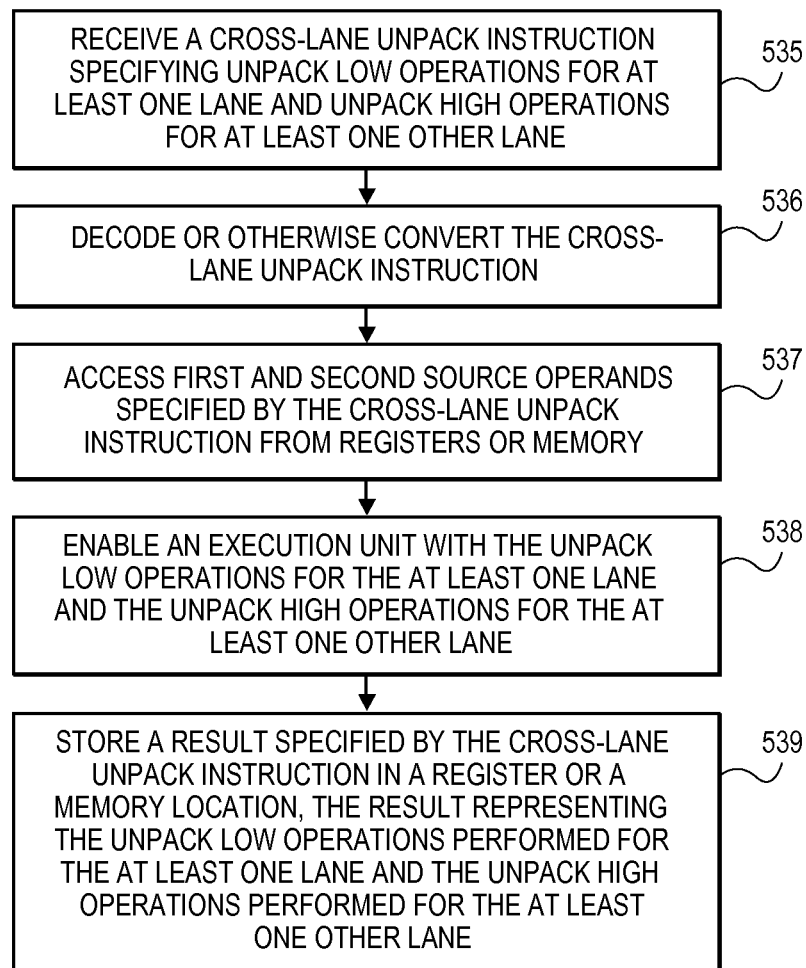 RECEIVE A CROSS-LANE UNPACK INSTRUCTION
SPECIFYING UNPACK LOW OPERATIONS FOR AT
LEAST ONE LANE AND UNPACK HIGH OPERATIONS
FOR AT LEAST ONE OTHER LANE
535
DECODE OR OTHERWISE CONVERT THE CROSS-
LANE UNPACK INSTRUCTION
536
ACCESS FIRST AND SECOND SOURCE OPERANDS
SPECIFIED BY THE CROSS-LANE UNPACK
INSTRUCTION FROM REGISTERS OR MEMORY
537
ENABLE AN EXECUTION UNIT WITH THE UNPACK
LOW OPERATIONS FOR THE AT LEAST ONE LANE
AND THE UNPACK HIGH OPERATIONS FOR THE AT
LEAST ONE OTHER LANE
538
STORE A RESULT SPECIFIED BY THE CROSS-LANE
UNPACK INSTRUCTION IN A REGISTER OR A
MEMORY LOCATION, THE RESULT REPRESENTING
THE UNPACK LOW OPERATIONS PERFORMED FOR
THE AT LEAST ONE LANE AND THE UNPACK HIGH
OPERATIONS PERFORMED FOR THE AT LEAST
ONE OTHER LANE
539